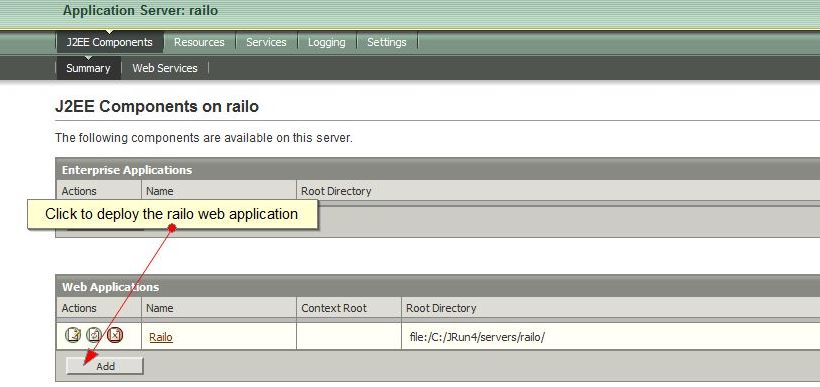 Application Server: railo
J2EE Components Resources Services Logging Settings
Summary Web Services
J2EE Components on railo
The following components are available on this server.
Enterprise Applications
Actions Name Root Directory
Click to deploy the railo web application
Web Applications
Actions Name Context Root Root Directory
Railo file:/C:/JRun4/servers/railo/
Add